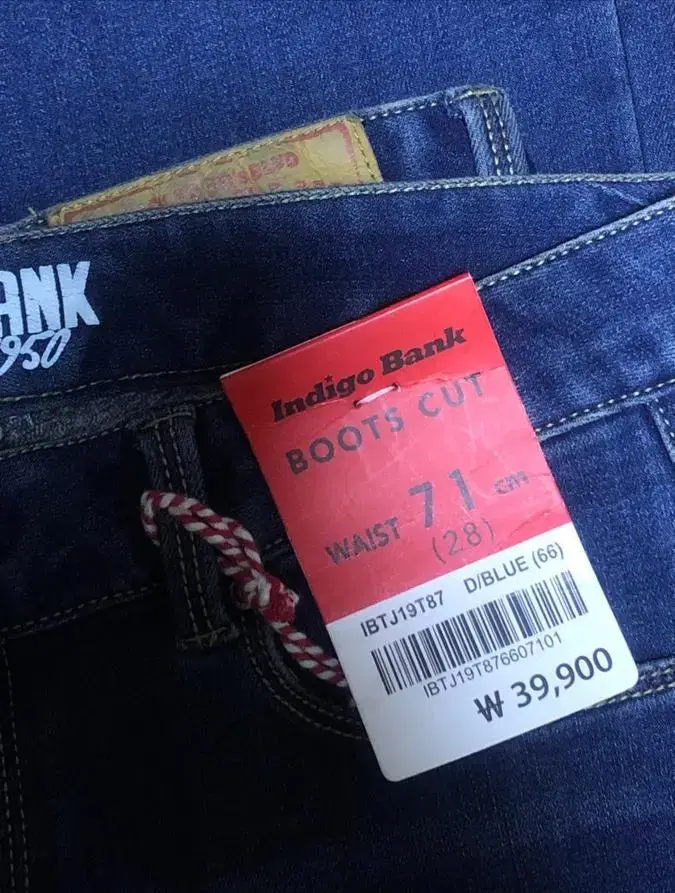 ANK
950
Indigo Bank
BOOTS CUT
WAIST 71 cm
(28)
IBTJ19T87 D/BLUE (66)
IBTJ19T876607101
₩ 39,900